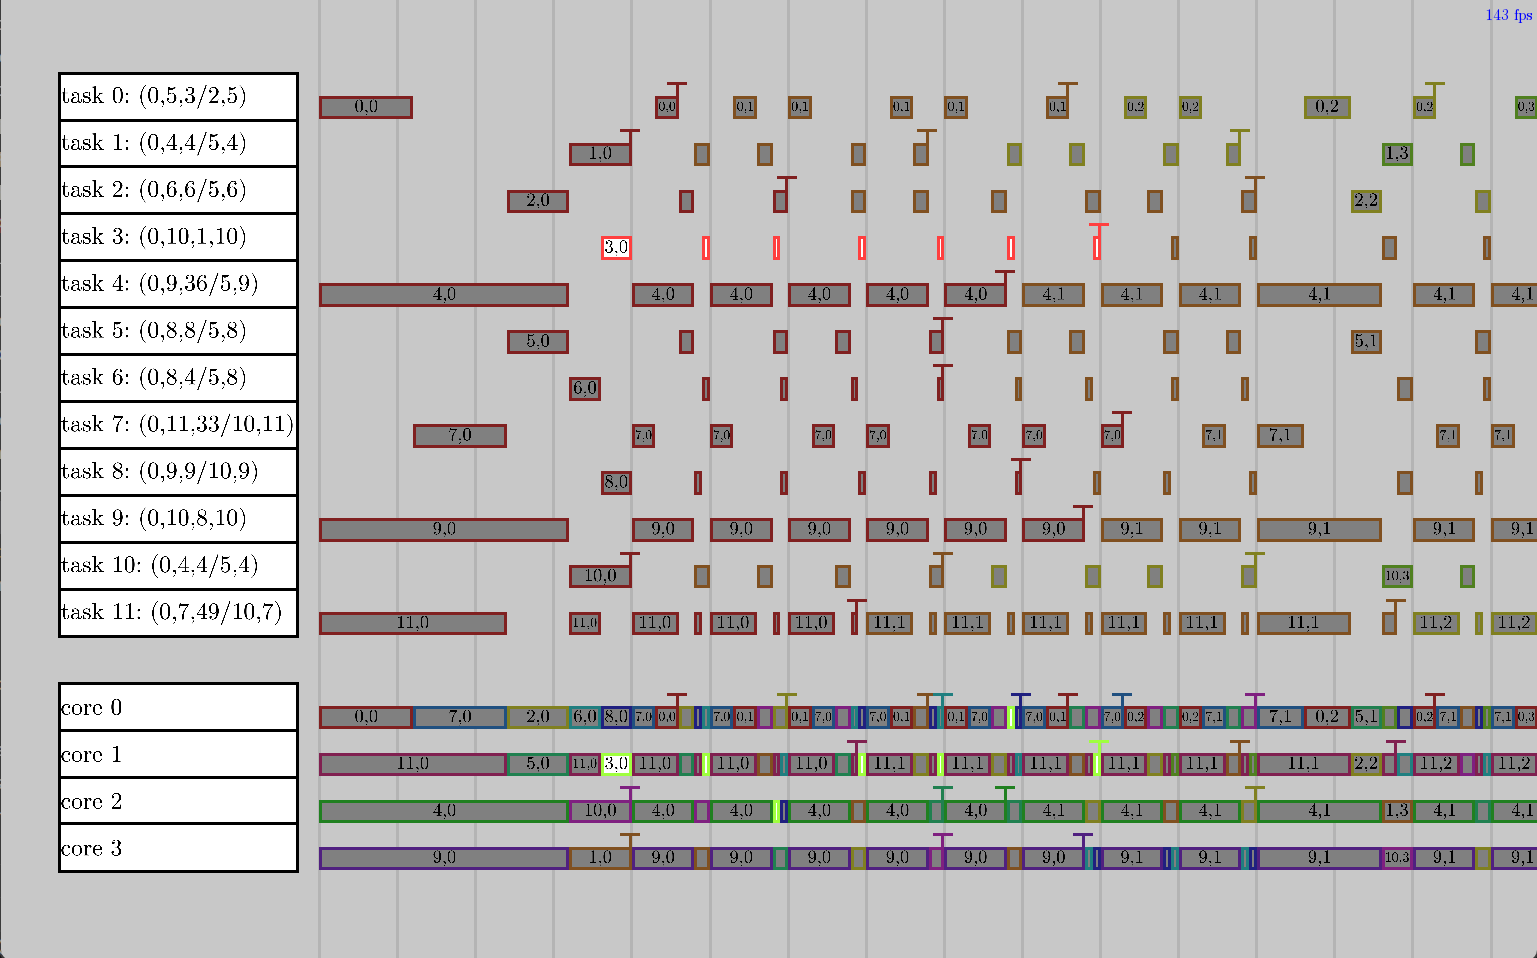 143 fps
task 0: (0,5,3/2,5)
0,0 0,0 0,1 0,1 0,1 0,1 0,1 0,2 0,2 0,2 0,2 0,3
task 1: (0,4,4/5,4)
1,0 1,3
task 2: (0,6,6/5,6)
2,0 2,2
task 3: (0,10,1,10)
3,0
task 4: (0,9,36/5,9)
4,0 4,0 4,0 4,0 4,0 4,0 4,1 4,1 4,1 4,1 4,1 4,1
task 5: (0,8,8/5,8)
5,0 5,1
task 6: (0,8,4/5,8)
6,0
task 7: (0,11,33/10,11)
7,0 7,0 7,0 7,0 7,0 7,0 7,0 7,0 7,1 7,1 7,1 7,1
task 8: (0,9,9/10,9)
8,0
task 9: (0,10,8,10)
9,0 9,0 9,0 9,0 9,0 9,0 9,0 9,1 9,1 9,1 9,1 9,1
task 10: (0,4,4/5,4)
10,0 10,3
task 11: (0,7,49/10,7)
11,0 11,0 11,0 11,0 11,0 11,1 11,1 11,1 11,1 11,1 11,1 11,2 11,2
core 0
0,0 7,0 2,0 6,0 8,0 7,0 0,0 7,0 0,1 0,1 7,0 7,0 0,1 0,1 7,0 7,0 0,1 7,0 0,2 0,2 7,1 7,1 0,2 5,1 0,2 7,1 7,1 0,3
core 1
11,0 5,0 11,0 3,0 11,0 11,0 11,0 11,1 11,1 11,1 11,1 11,1 11,1 2,2 11,2 11,2
core 2
4,0 10,0 4,0 4,0 4,0 4,0 4,0 4,1 4,1 4,1 4,1 1,3 4,1 4,1
core 3
9,0 1,0 9,0 9,0 9,0 9,0 9,0 9,0 9,1 9,1 9,1 10,3 9,1 9,1